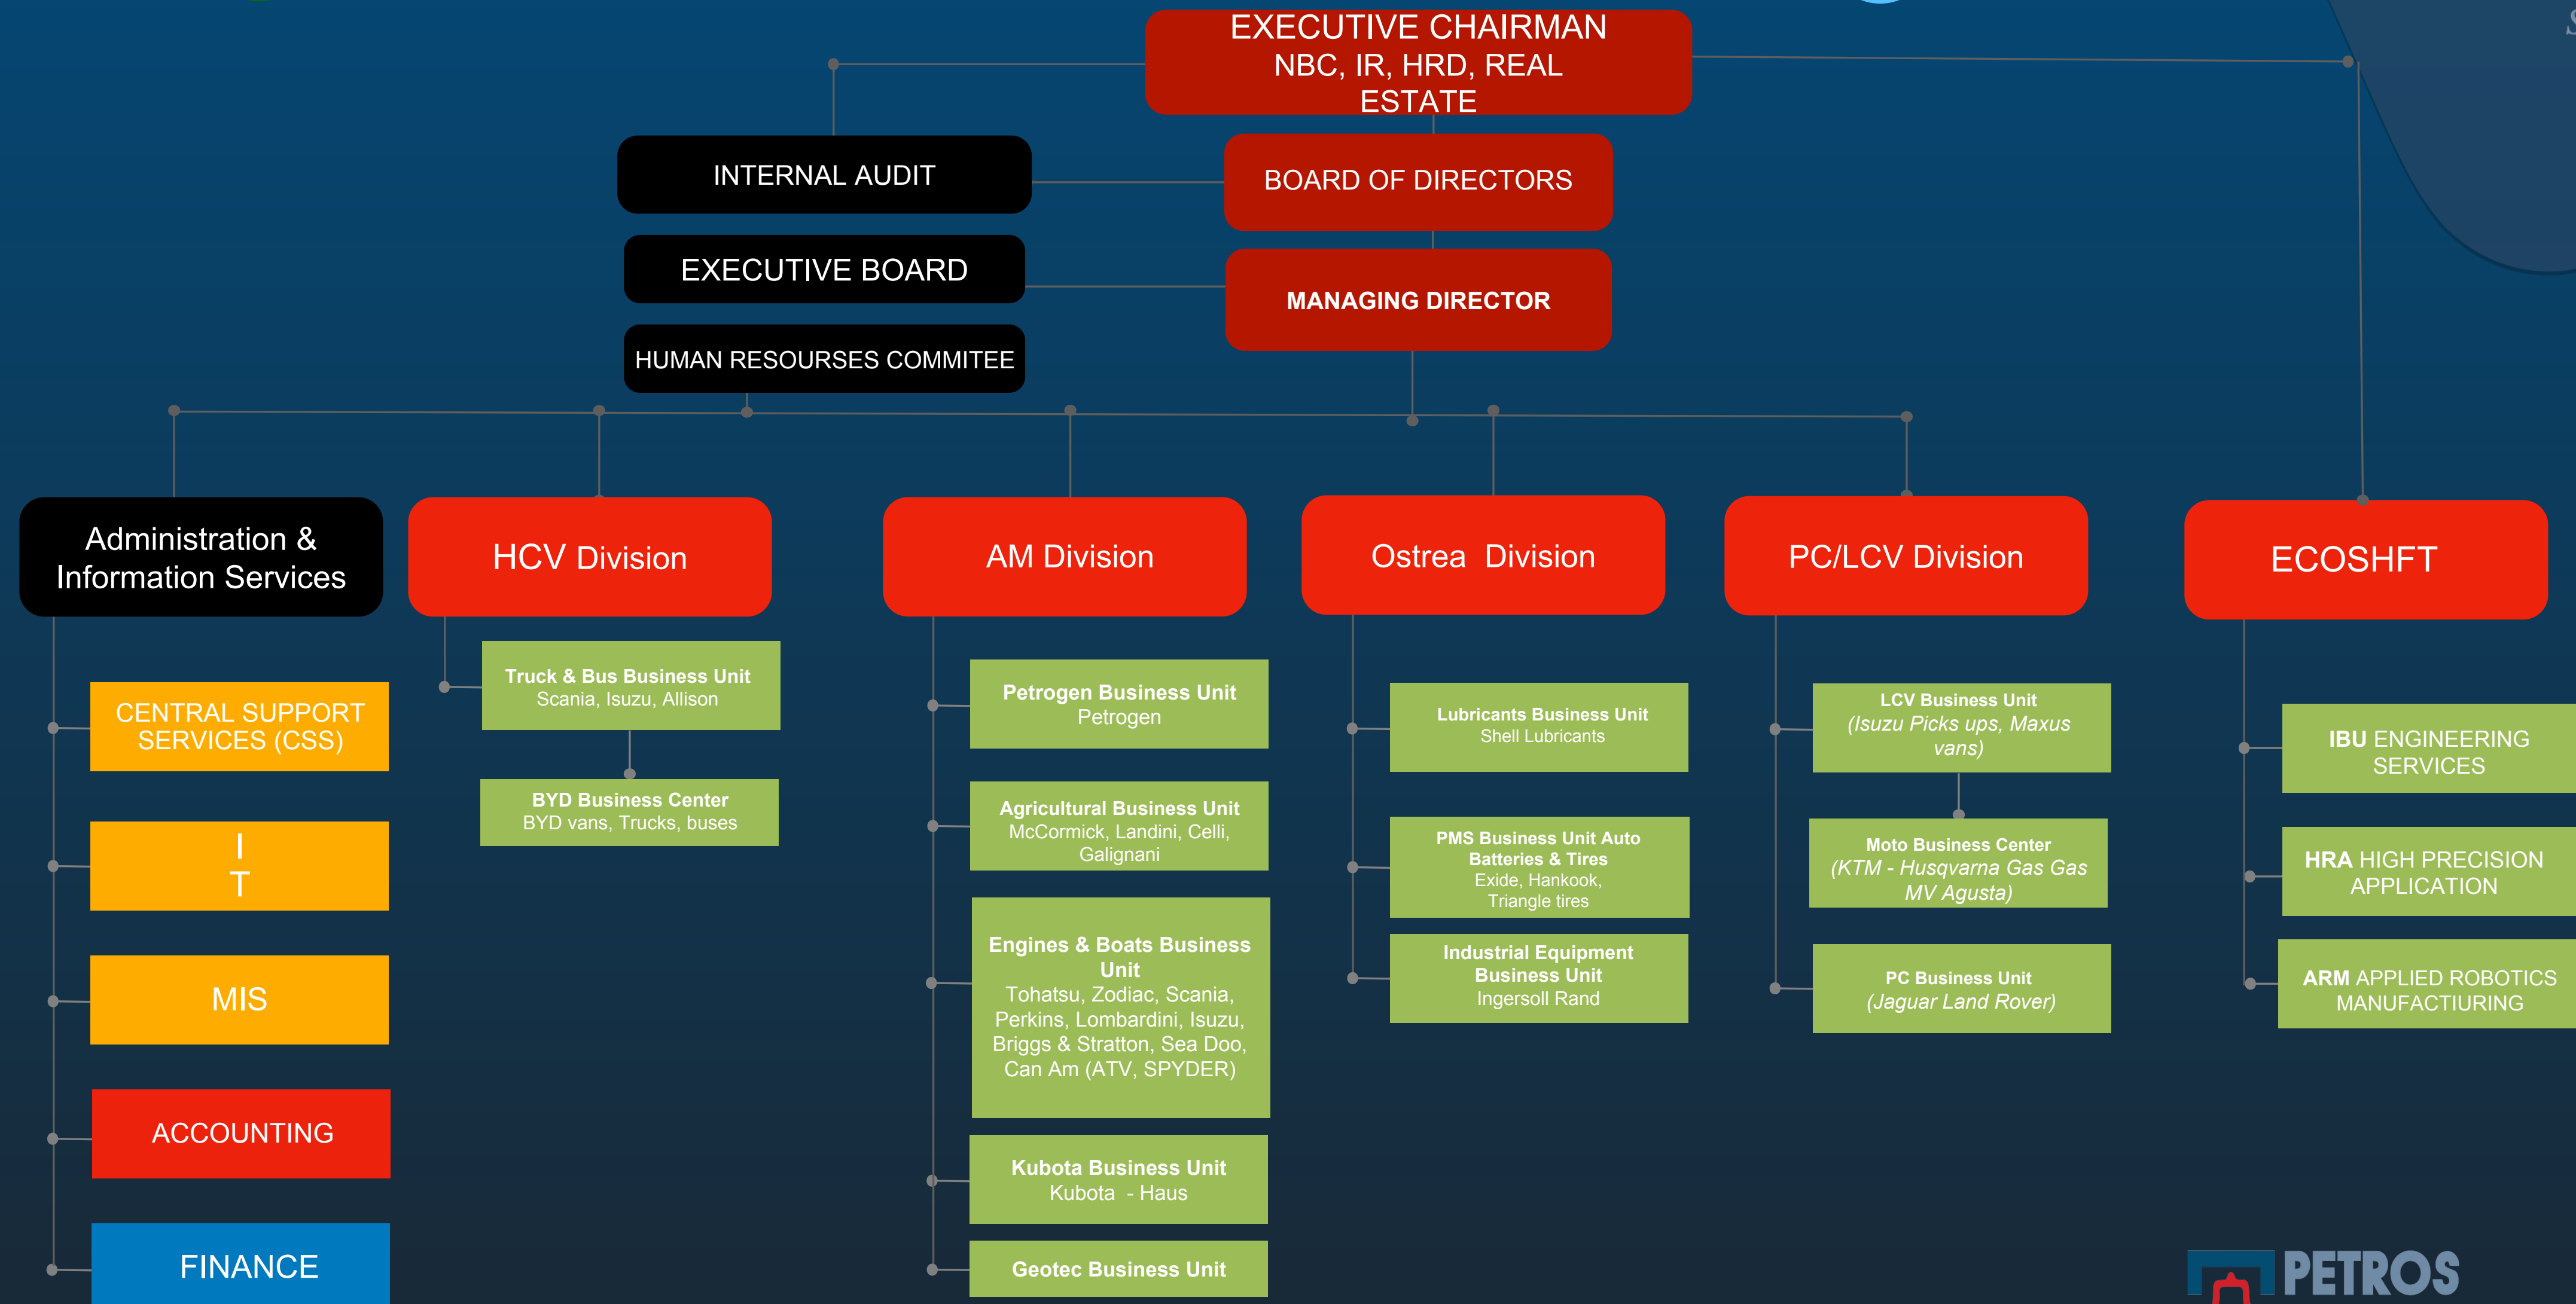 EXECUTIVE CHAIRMAN
NBC, IR, HRD, REAL
ESTATE
INTERNAL AUDIT
BOARD OF DIRECTORS
EXECUTIVE BOARD
MANAGING DIRECTOR
HUMAN RESOURSES COMMITEE
Administration &
Information Services
CENTRAL SUPPORT
SERVICES (CSS)
I
T
MIS
ACCOUNTING
FINANCE
HCV Division
Truck & Bus Business Unit
Scania, Isuzu, Allison
BYD Business Center
BYD vans, Trucks, buses
AM Division
Petrogen Business Unit
Petrogen
Agricultural Business Unit
McCormick, Landini, Celli,
Galignani
Engines & Boats Business
Unit
Tohatsu, Zodiac, Scania,
Perkins, Lombardini, Isuzu,
Briggs & Stratton, Sea Doo,
Can Am (ATV, SPYDER)
Kubota Business Unit
Kubota - Haus
Geotec Business Unit
Ostrea Division
Lubricants Business Unit
Shell Lubricants
PMS Business Unit Auto
Batteries & Tires
Exide, Hankook,
Triangle tires
Industrial Equipment
Business Unit
Ingersoll Rand
PC/LCV Division
LCV Business Unit
(Isuzu Picks ups, Maxus
vans)
Moto Business Center
(KTM - Husqvarna Gas Gas
MV Agusta)
PC Business Unit
(Jaguar Land Rover)
ECOSHFT
IBU ENGINEERING
SERVICES
HRA HIGH PRECISION
APPLICATION
ARM APPLIED ROBOTICS
MANUFACTIURING
PETROS